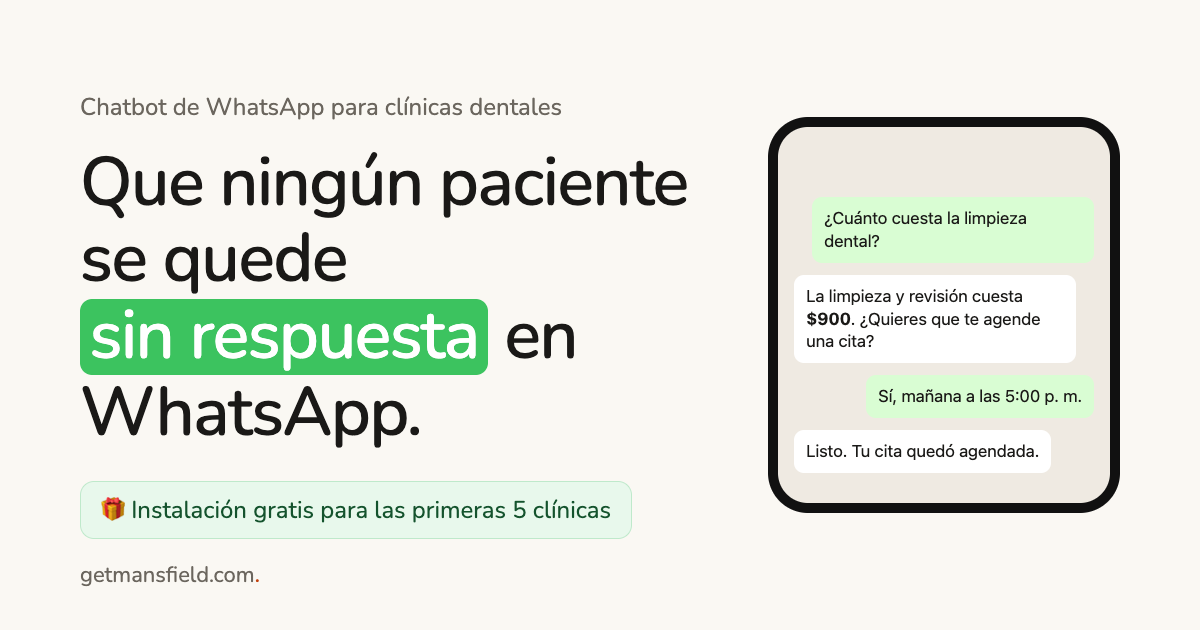 Chatbot de WhatsApp para clínicas dentales
Que ningún paciente
se quede
sin respuesta en
WhatsApp.
🎁 Instalación gratis para las primeras 5 clínicas
getmansfield.com.
¿Cuánto cuesta la limpieza
dental?
La limpieza y revisión cuesta
$900. ¿Quieres que te agende
una cita?
Sí, mañana a las 5:00 p. m.
Listo. Tu cita quedó agendada.